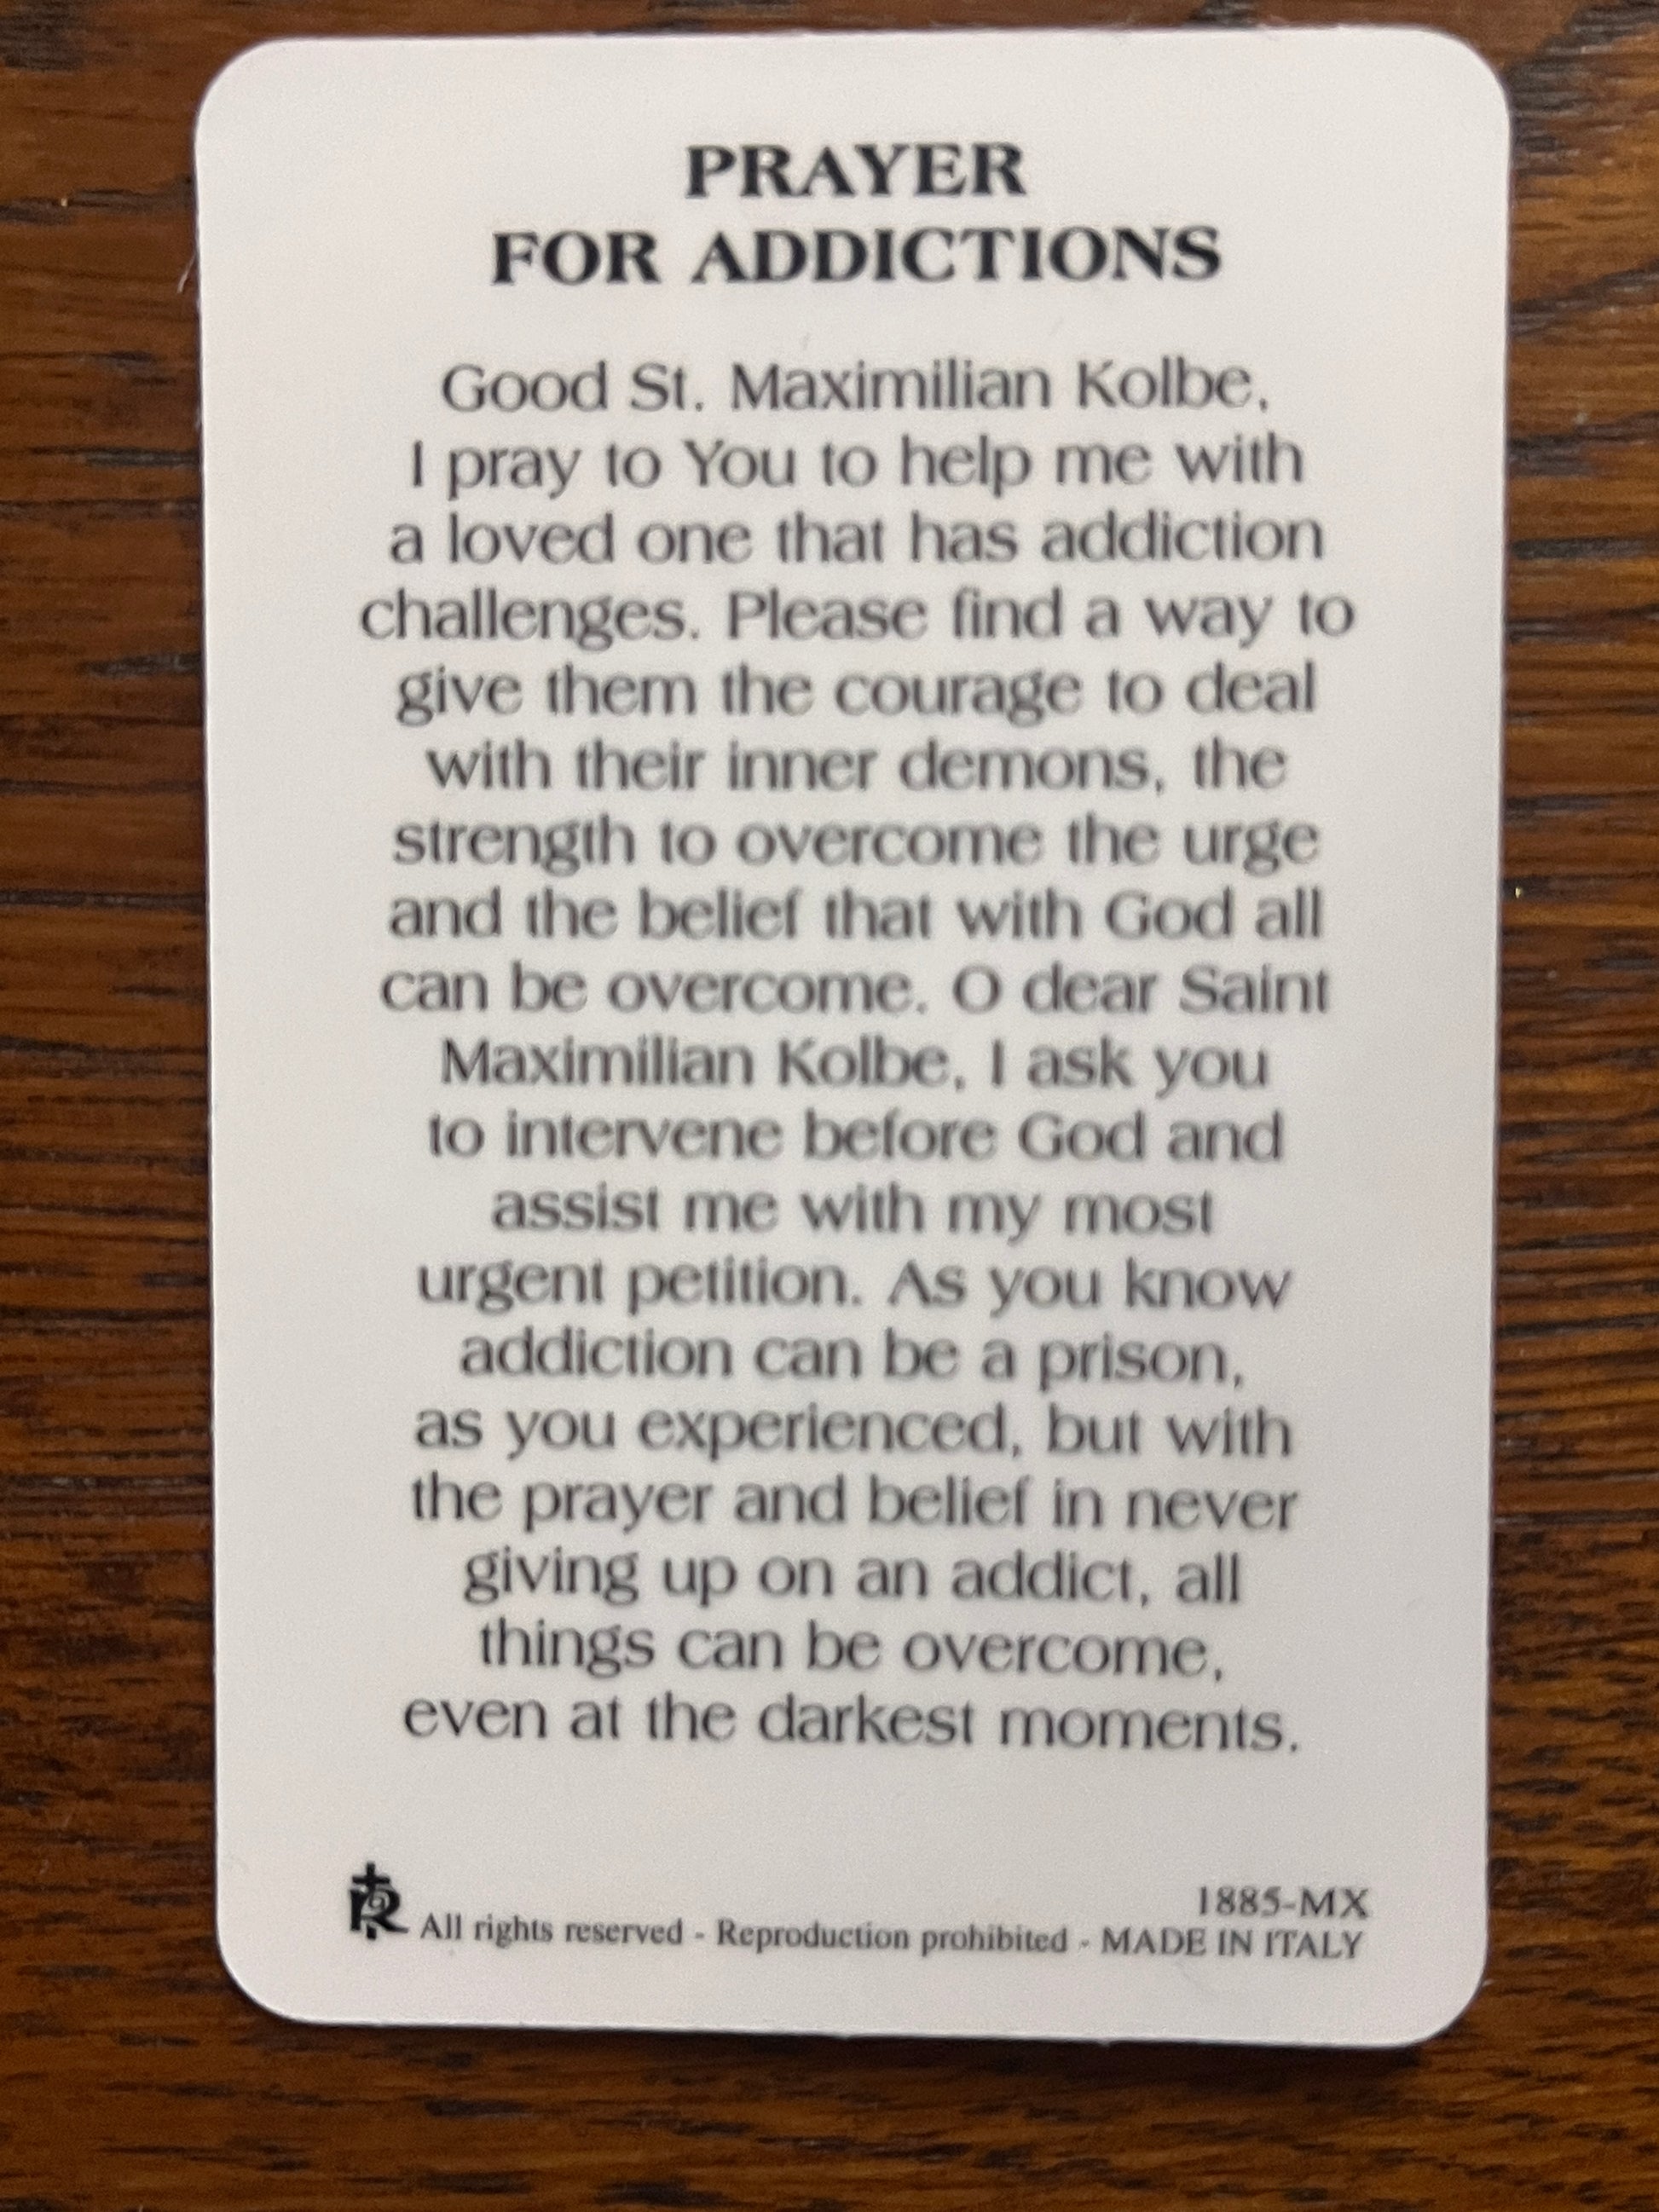 PRAYER
FOR ADDICTIONS
Good St. Maximilian Kolbe,
I pray to You to help me with
a loved one that has addiction
challenges. Please find a way to
give them the courage to deal
with their inner demons, the
strength to overcome the urge
and the belief that with God all
can be overcome. O dear Saint
Maximilian Kolbe, I ask you
to intervene before God and
assist me with my most
urgent petition. As you know
addiction can be a prison,
as you experienced, but with
the prayer and belief in never
giving up on an addict, all
things can be overcome,
even at the darkest moments.
1885-MX
All rights reserved - Reproduction prohibited - MADE IN ITALY